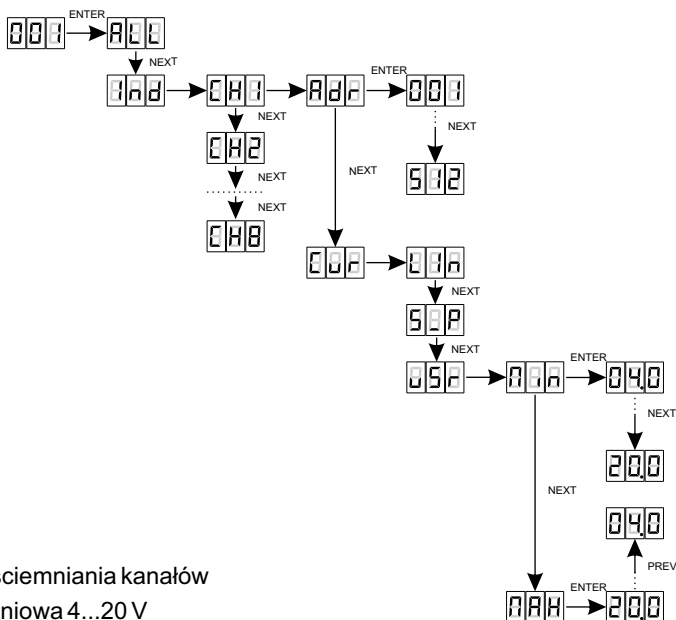 ENTER
001 ALL
NEXT
Ind CH1 Adr ENTER 001
NEXT
NEXT
CH2
NEXT
NEXT
512
NEXT
CH8
Cur LIn
NEXT
S_P
NEXT
uSr Min ENTER 04.0
NEXT
20.0
NEXT
04.0
PREV
ściemniania kanałów
niowa 4...20 V
MAH ENTER 20.0